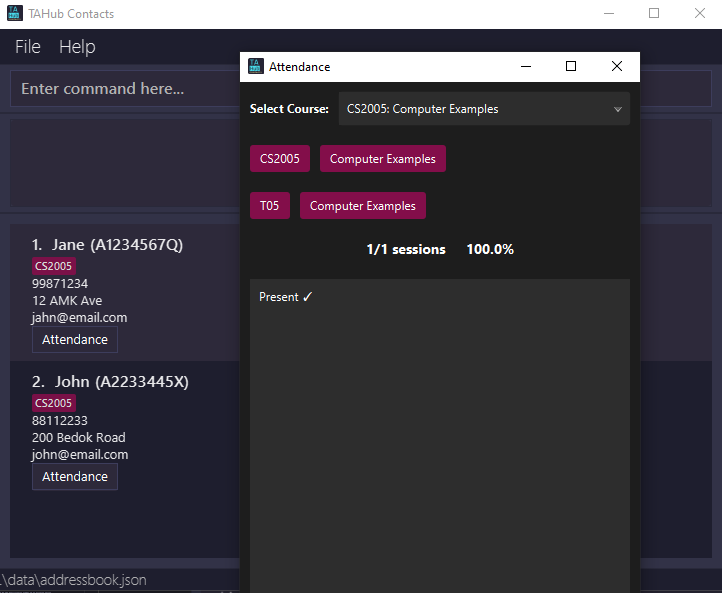 TAHub Contacts
File Help
Enter command here...
1. Jane (A1234567Q)
CS2005
99871234
12 AMK Ave
jahn@email.com
Attendance
2. John (A2233445X)
CS2005
88112233
200 Bedok Road
john@email.com
Attendance
.\data\addressbook.json
Attendance
Select Course: CS2005: Computer Examples
CS2005 Computer Examples
T05 Computer Examples
1/1 sessions 100.0%
Present ✓